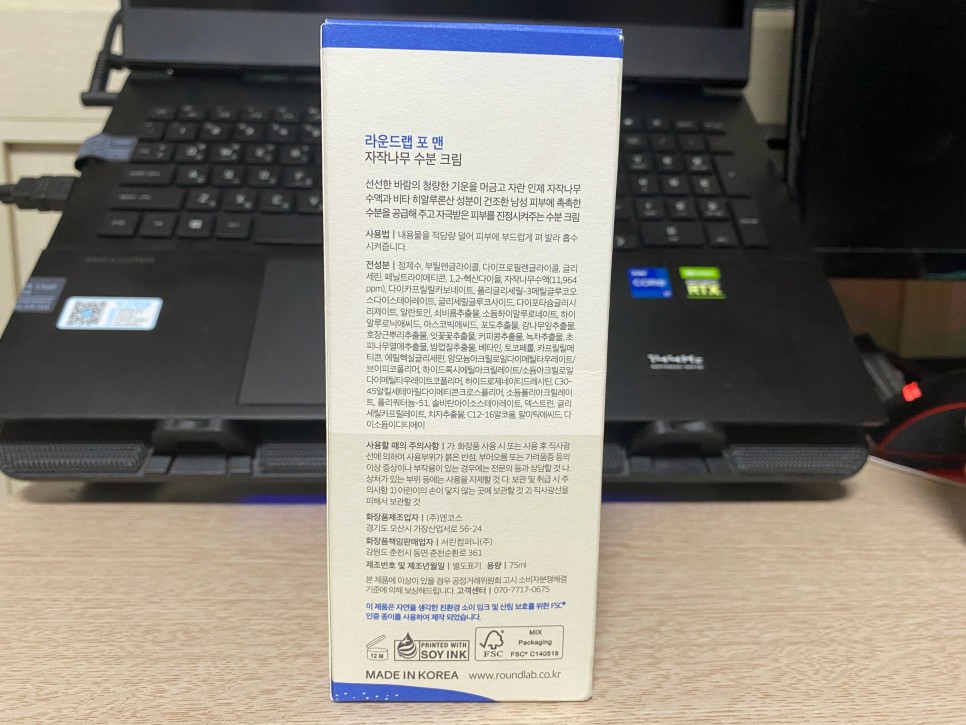 라운드랩 포 맨
자작나무 수분 크림
선선한 바람의 청량한 기운을 머금고 자란 인제 자작나무
수액과 비타 히알루론산 성분이 건조한 남성 피부에 촉촉한
수분을 공급해 주고 자극받은 피부를 진정시켜주는 수분 크림
사용법 | 내용물을 적당량 덜어 피부에 부드럽게 펴 발라 흡수
시켜줍니다.
전성분 | 정제수, 부틸렌글라이콜, 다이프로필렌글라이콜, 글리
세린, 페닐트라이메티콘, 1,2-헥산다이올, 자작나무수액(11,964
ppm), 다이카프릴릴카보네이트, 폴리글리세릴-3메틸글루코오
스다이스테아레이트, 글리세릴글루코사이드, 다이포타슘글리시
리제이트, 알란토인, 쇠비름추출물, 소듐하이알루로네이트, 하이
알루로닉애씨드, 아스코빅애씨드, 포도추출물, 감나무잎추출물,
호장근뿌리추출물, 잇꽃꽃추출물, 커피콩추출물, 녹차추출물, 초
피나무열매추출물, 밤껍질추출물, 베타인, 토코페롤, 카프릴릴메
티콘, 에틸헥실글리세린, 암모늄아크릴로일다이메틸타우레이트/
브이피코폴리머, 하이드록시에틸아크릴레이트/소듐아크릴로일
다이메틸타우레이트코폴리머, 하이드로제네이티드레시틴, C30-
45알킬세테아릴다이메티콘크로스폴리머, 소듐폴리아크릴레이
트, 폴리쿼터늄-51, 솔비탄아이소스테아레이트, 덱스트린, 글리
세릴카프릴레이트, 치자추출물, C12-16알코올, 팔미틱애씨드, 다
이소듐이디티에이
사용할 때의 주의사항 | 가. 화장품 사용 시 또는 사용 후 직사광
선에 의하여 사용부위가 붉은 반점, 부어오름 또는 가려움증 등의
이상 증상이나 부작용이 있는 경우에는 전문의 등과 상담할 것 나.
상처가 있는 부위 등에는 사용을 자제할 것 다. 보관 및 취급 시 주
의사항 1) 어린이의 손이 닿지 않는 곳에 보관할 것 2) 직사광선을
피해서 보관할 것
화장품제조업자 | (주)엔코스
경기도 오산시 가장산업서로 56-24
화장품책임판매업자 | 서린컴퍼니(주)
강원도 춘천시 동면 춘천순환로 361
제조번호 및 제조년월일 | 별도표기 용량 | 75ml
본 제품에 이상이 있을 경우 공정거래위원회 고시 소비자분쟁해결
기준에 의해 보상해드립니다. 고객센터 | 070-7717-0675
이 제품은 자연을 생각한 친환경 소이 잉크 및 산림 보호를 위한 FSC®
인증 종이를 사용하여 제작 되었습니다.
12 M
PRINTED WITH
SOY INK
FSC
MIX
Packaging
FSC® C140518
MADE IN KOREA www.roundlab.co.kr
CORE
RTX
144Hz